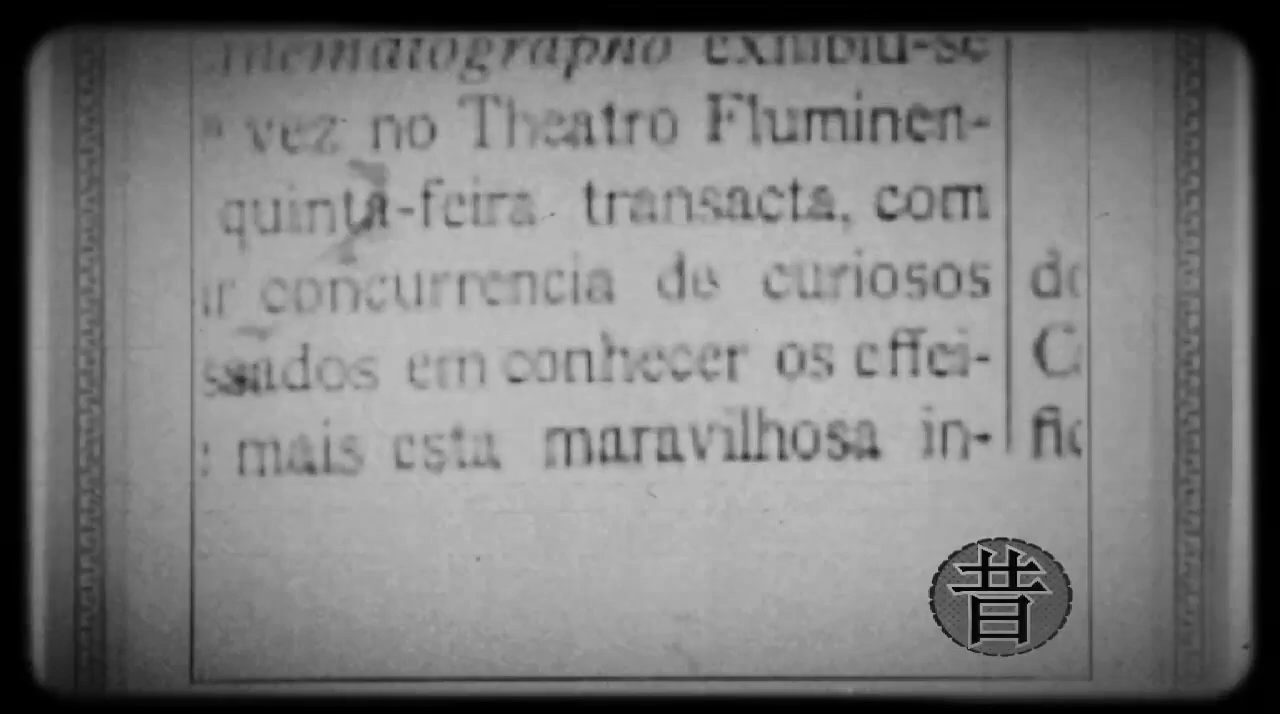 exhibiu-se
vez no Theatro Fluminen-
quinta-feira transacta, com
concurrencia de curiosos
em conhecer os effei-
mais esta maravilhosa in-
昔